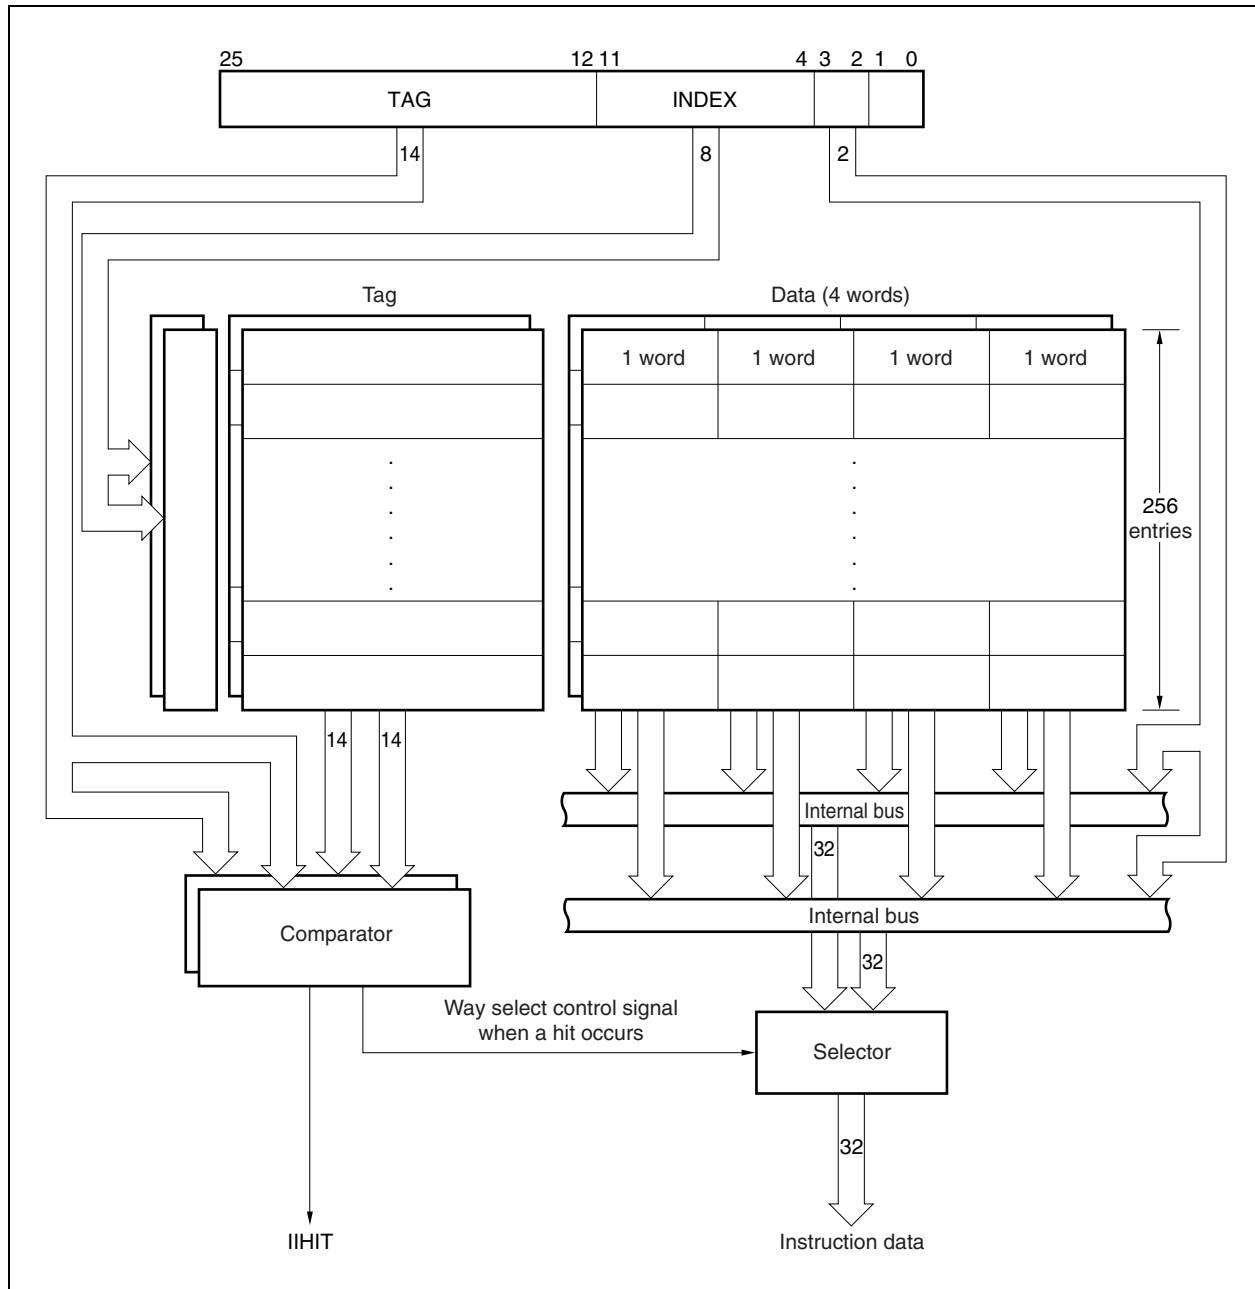 25 12 11 4 3 2 1 0
TAG INDEX
14 8 2
Tag Data (4 words)
1 word 1 word 1 word 1 word
256
entries
14 14
Internal bus
32
Internal bus
Comparator
32
Way select control signal
when a hit occurs
Selector
32
IIHIT Instruction data